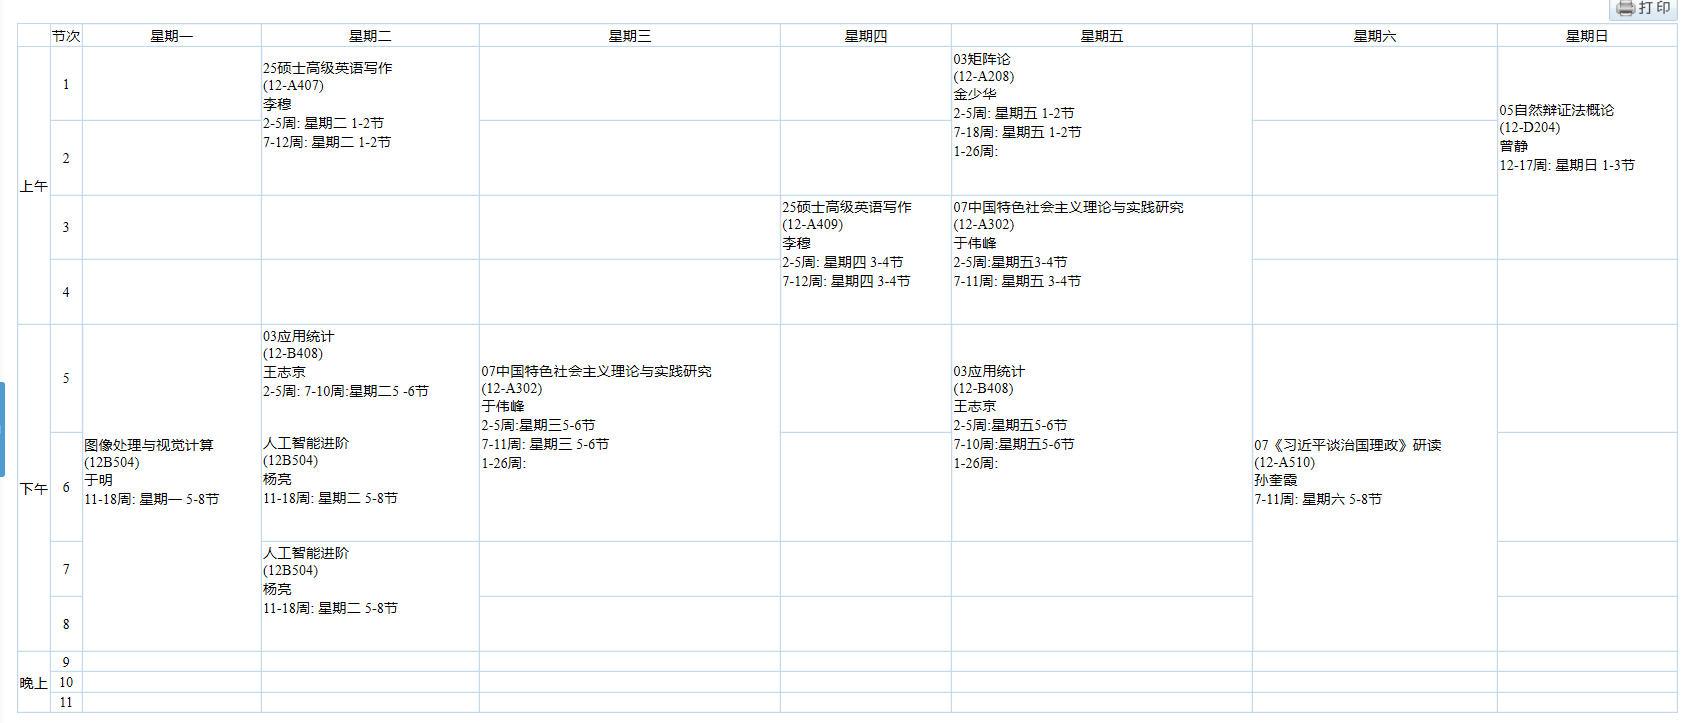 打印
节次 星期一 星期二 星期三 星期四 星期五 星期六 星期日
上午
1
25硕士高级英语写作
(12-A407)
李穆
2-5周: 星期二 1-2节
7-12周: 星期二 1-2节
03矩阵论
(12-A208)
金少华
2-5周: 星期五 1-2节
7-18周: 星期五 1-2节
1-26周:
05自然辩证法概论
(12-D204)
曾静
12-17周: 星期日 1-3节
2
3
25硕士高级英语写作
(12-A409)
李穆
2-5周: 星期四 3-4节
7-12周: 星期四 3-4节
07中国特色社会主义理论与实践研究
(12-A302)
于伟峰
2-5周:星期五3-4节
7-11周: 星期五 3-4节
4
下午
5
图像处理与视觉计算
(12B504)
于明
11-18周: 星期一 5-8节
03应用统计
(12-B408)
王志京
2-5周: 7-10周:星期二5 -6节
人工智能进阶
(12B504)
杨亮
11-18周: 星期二 5-8节
07中国特色社会主义理论与实践研究
(12-A302)
于伟峰
2-5周:星期三5-6节
7-11周: 星期三 5-6节
1-26周:
03应用统计
(12-B408)
王志京
2-5周:星期五5-6节
7-10周:星期五5-6节
1-26周:
07《习近平谈治国理政》研读
(12-A510)
孙奎霞
7-11周: 星期六 5-8节
6
7
人工智能进阶
(12B504)
杨亮
11-18周: 星期二 5-8节
8
晚上
9
10
11